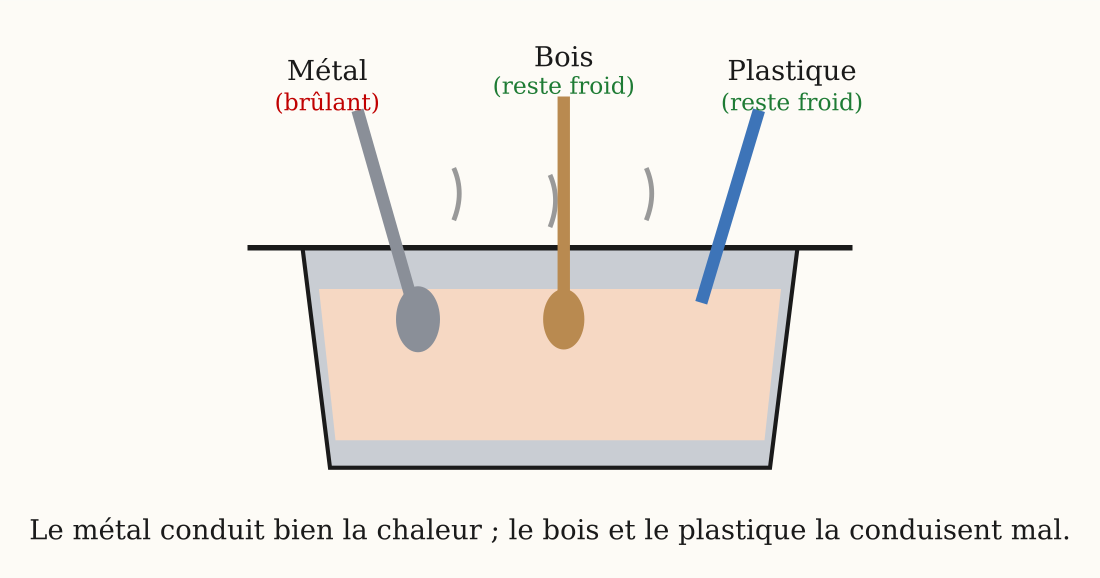 Métal
(brûlant)
Bois
(reste froid)
Plastique
(reste froid)
Le métal conduit bien la chaleur ; le bois et le plastique la conduisent mal.